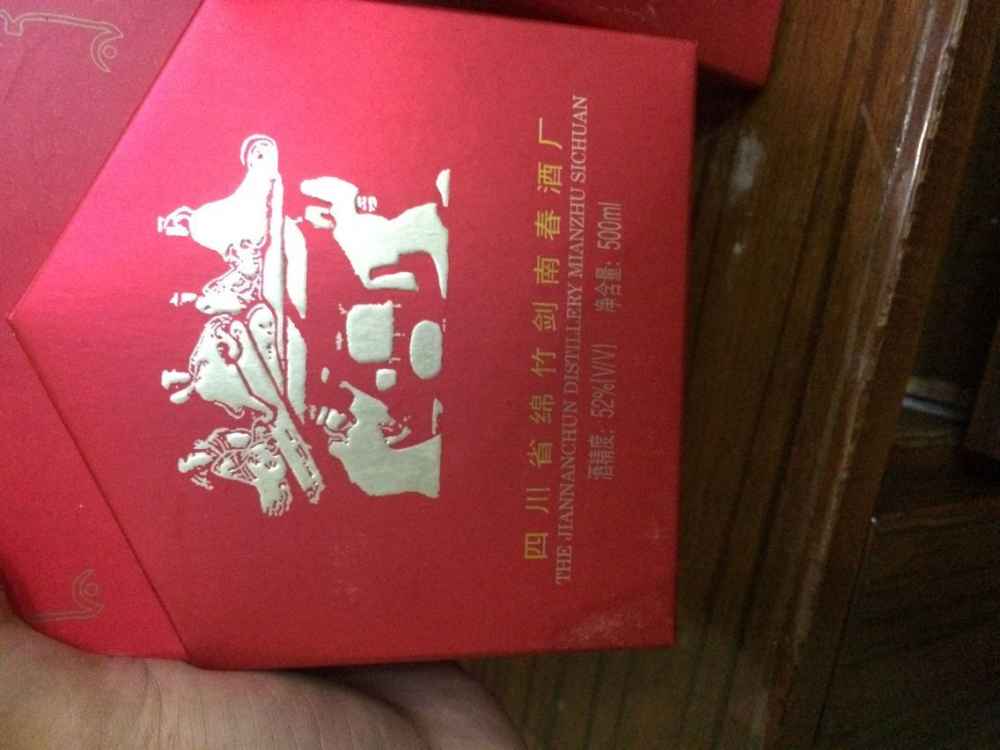 四川省绵竹剑南春酒厂
THE JIANNANCHUN DISTILLERY MIANZHU SICHUAN
酒精度：52%(V/V) 净含量：500ml